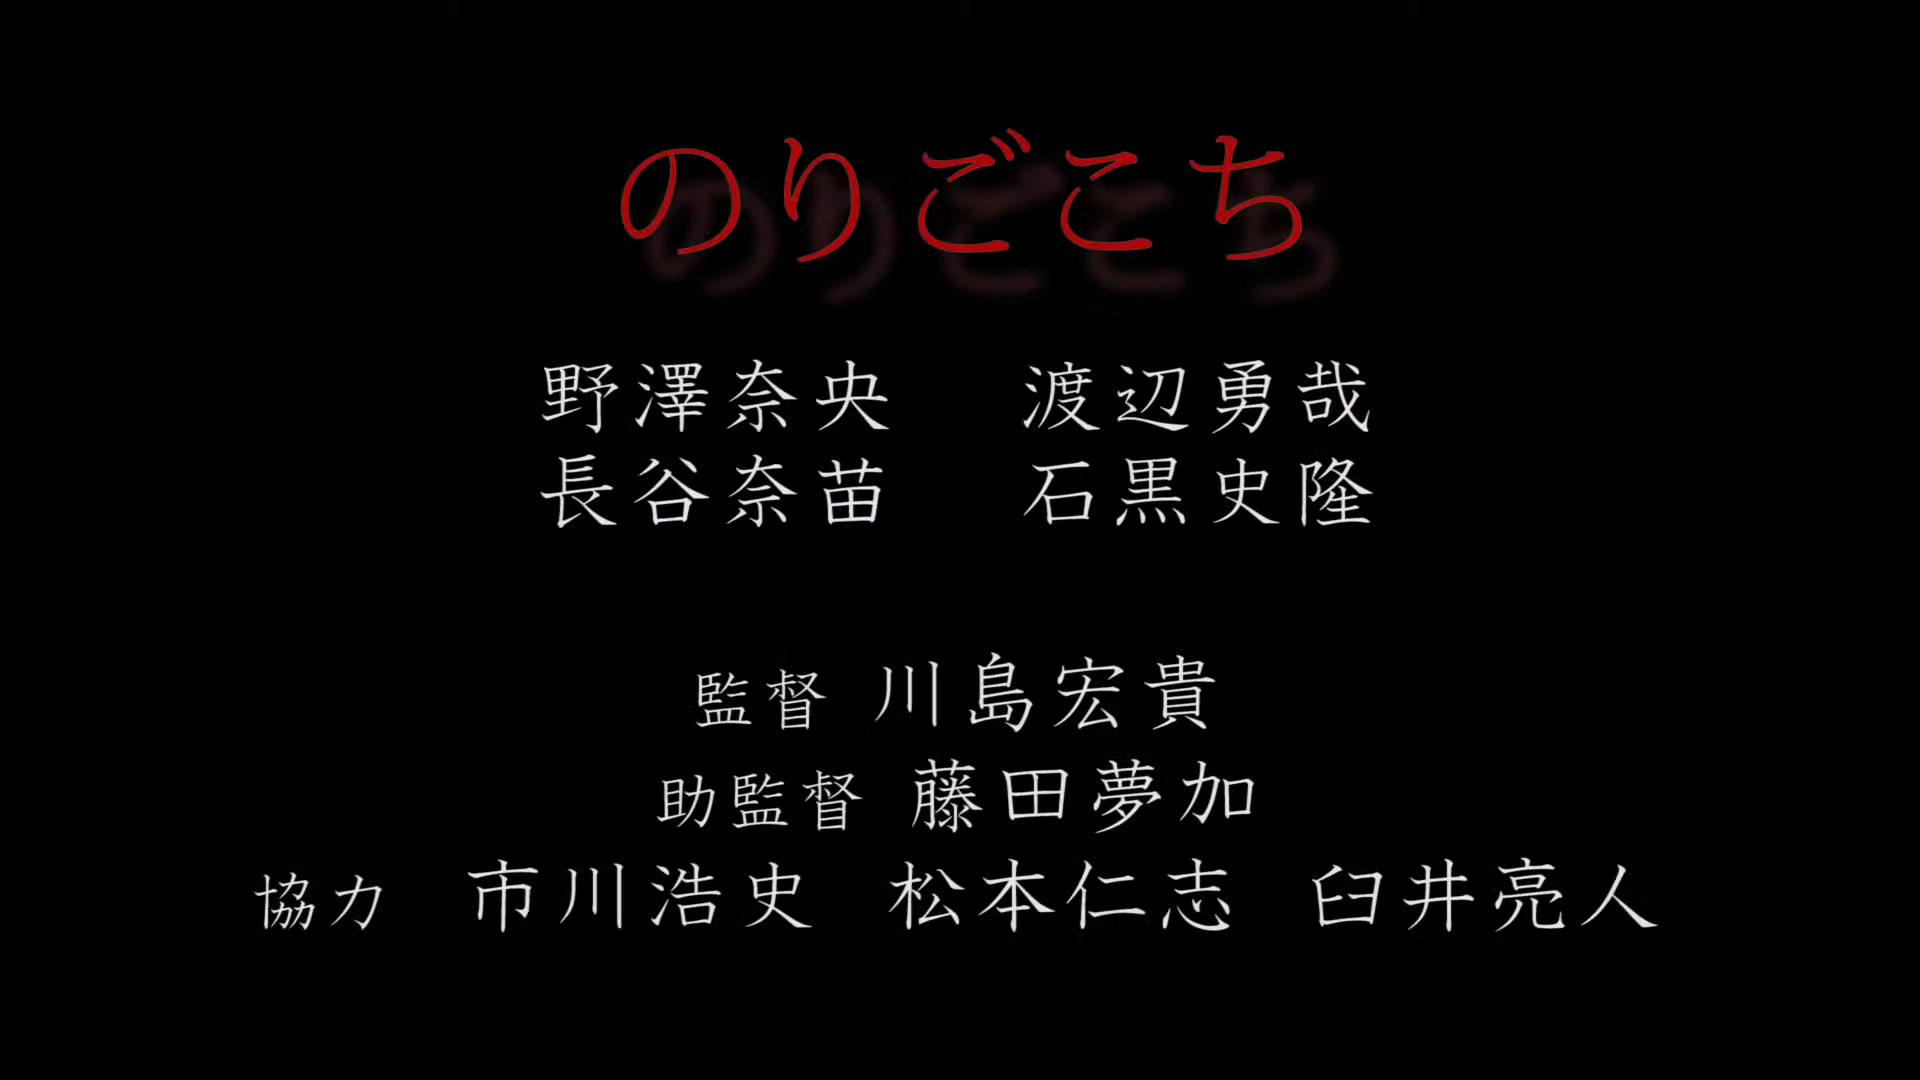 のりごこち
野澤奈央　渡辺勇哉
長谷奈苗　石黒史隆
監督 川島宏貴
助監督 藤田夢加
協力　市川浩史　松本仁志　臼井亮人